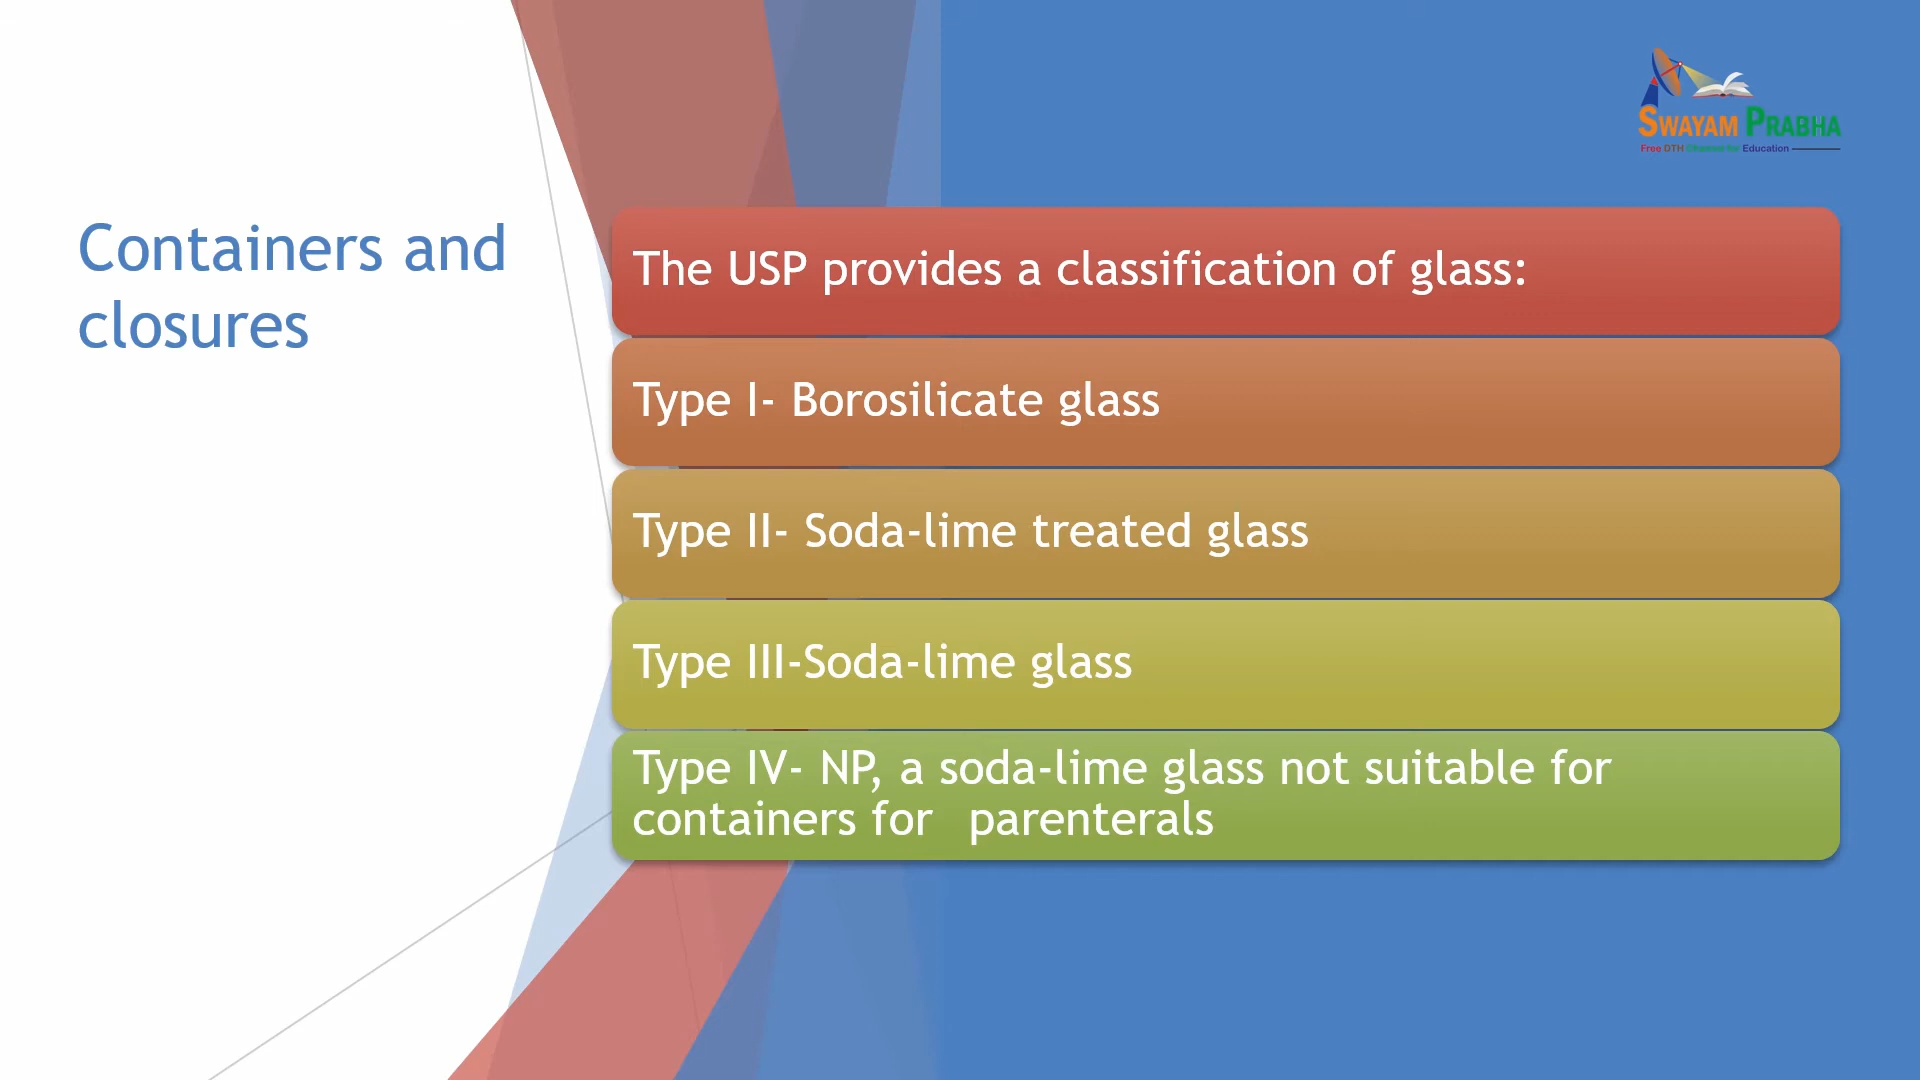 Containers and
closures
SWAYAM PRABHA
Free DTH Channel for Education
The USP provides a classification of glass:
Type I- Borosilicate glass
Type II- Soda-lime treated glass
Type III-Soda-lime glass
Type IV- NP, a soda-lime glass not suitable for
containers for   parenterals